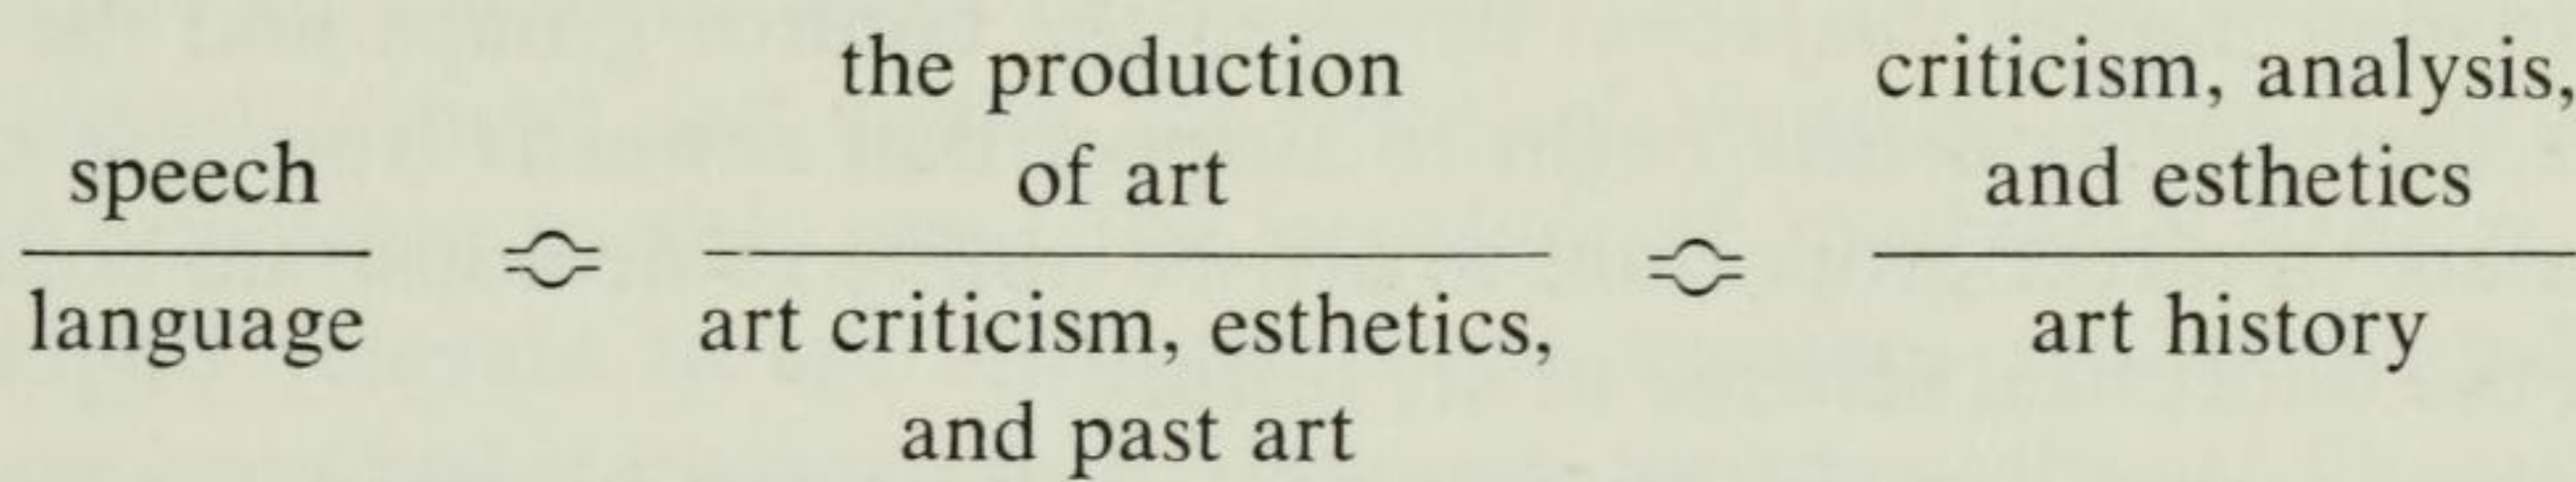 speech
language
≎
the production
of art
art criticism, esthetics,
and past art
≎
criticism, analysis,
and esthetics
art history